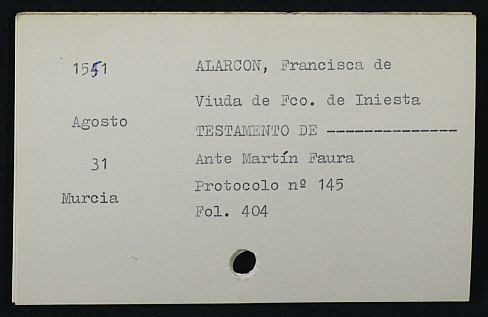 1551
ALARCON, Francisca de
Viuda de Fco. de Iniesta
Agosto
TESTAMENTO DE --------------
31
Ante Martín Faura
Protocolo nº 145
Murcia
Fol. 404